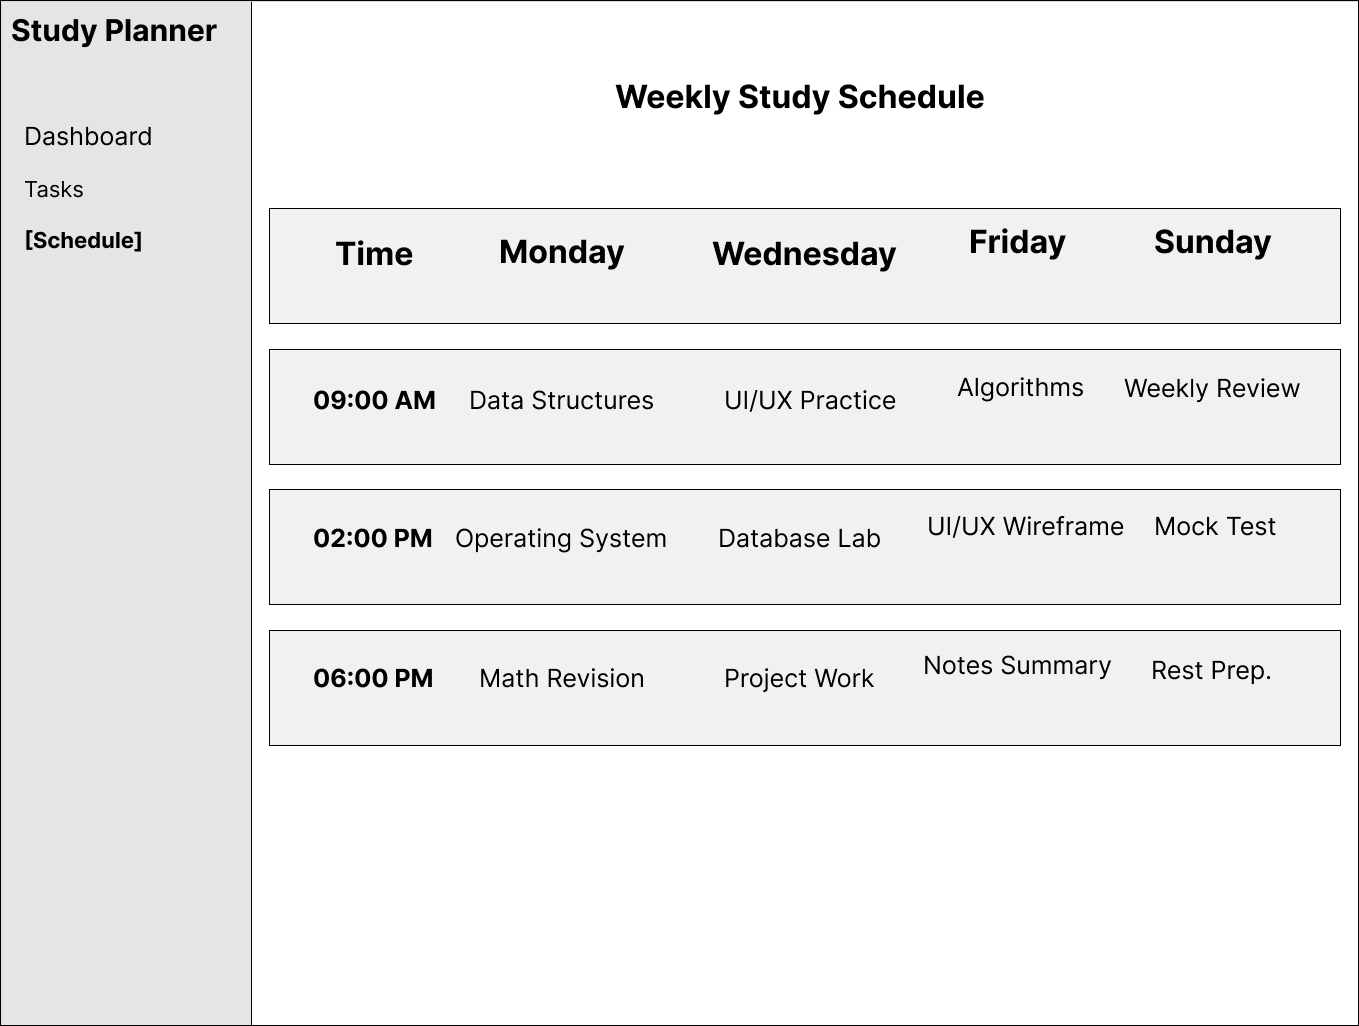 Study Planner
Dashboard
Tasks
[Schedule]
Weekly Study Schedule
Time Monday Wednesday Friday Sunday
09:00 AM Data Structures UI/UX Practice Algorithms Weekly Review
02:00 PM Operating System Database Lab UI/UX Wireframe Mock Test
06:00 PM Math Revision Project Work Notes Summary Rest Prep.